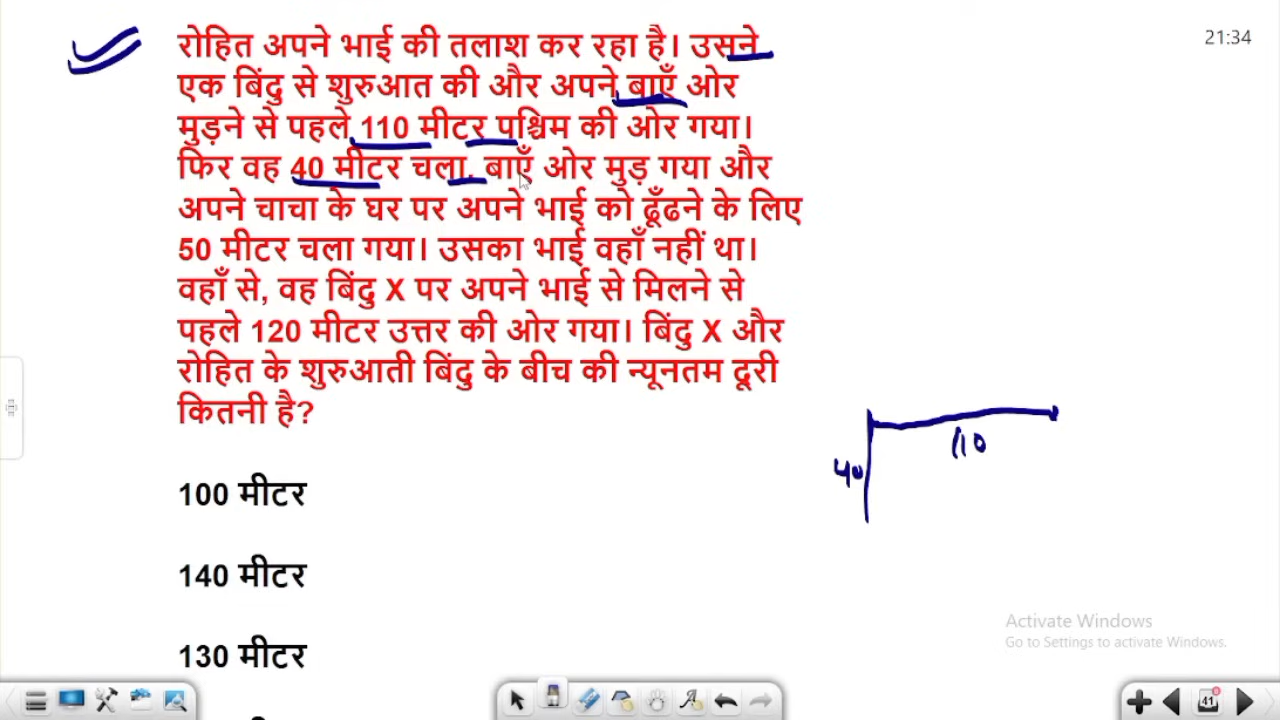 21:34
रोहित अपने भाई की तलाश कर रहा है। उसने
एक बिंदु से शुरुआत की और अपने बाएँ ओर
मुड़ने से पहले 110 मीटर पश्चिम की ओर गया।
फिर वह 40 मीटर चला, बाएँ ओर मुड़ गया और
अपने चाचा के घर पर अपने भाई को ढूँढने के लिए
50 मीटर चला गया। उसका भाई वहाँ नहीं था।
वहाँ से, वह बिंदु X पर अपने भाई से मिलने से
पहले 120 मीटर उत्तर की ओर गया। बिंदु X और
रोहित के शुरुआती बिंदु के बीच की न्यूनतम दूरी
कितनी है?
110
40
100 मीटर
140 मीटर
130 मीटर
Activate Windows
Go to Settings to activate Windows.
41